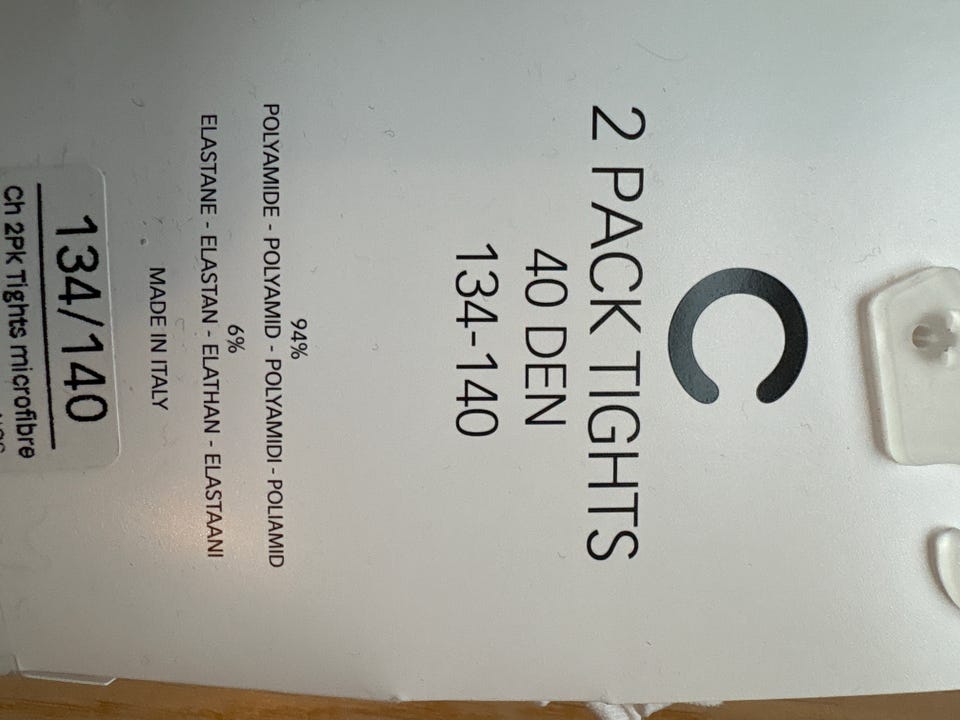 C
2 PACK TIGHTS
40 DEN
134-140
94%
POLYAMIDE - POLYAMID - POLYAMIDI - POLIAMID
6%
ELASTANE - ELASTAN - ELATHAN - ELASTAANI
MADE IN ITALY
134/140
Ch 2PK Tights microfibre